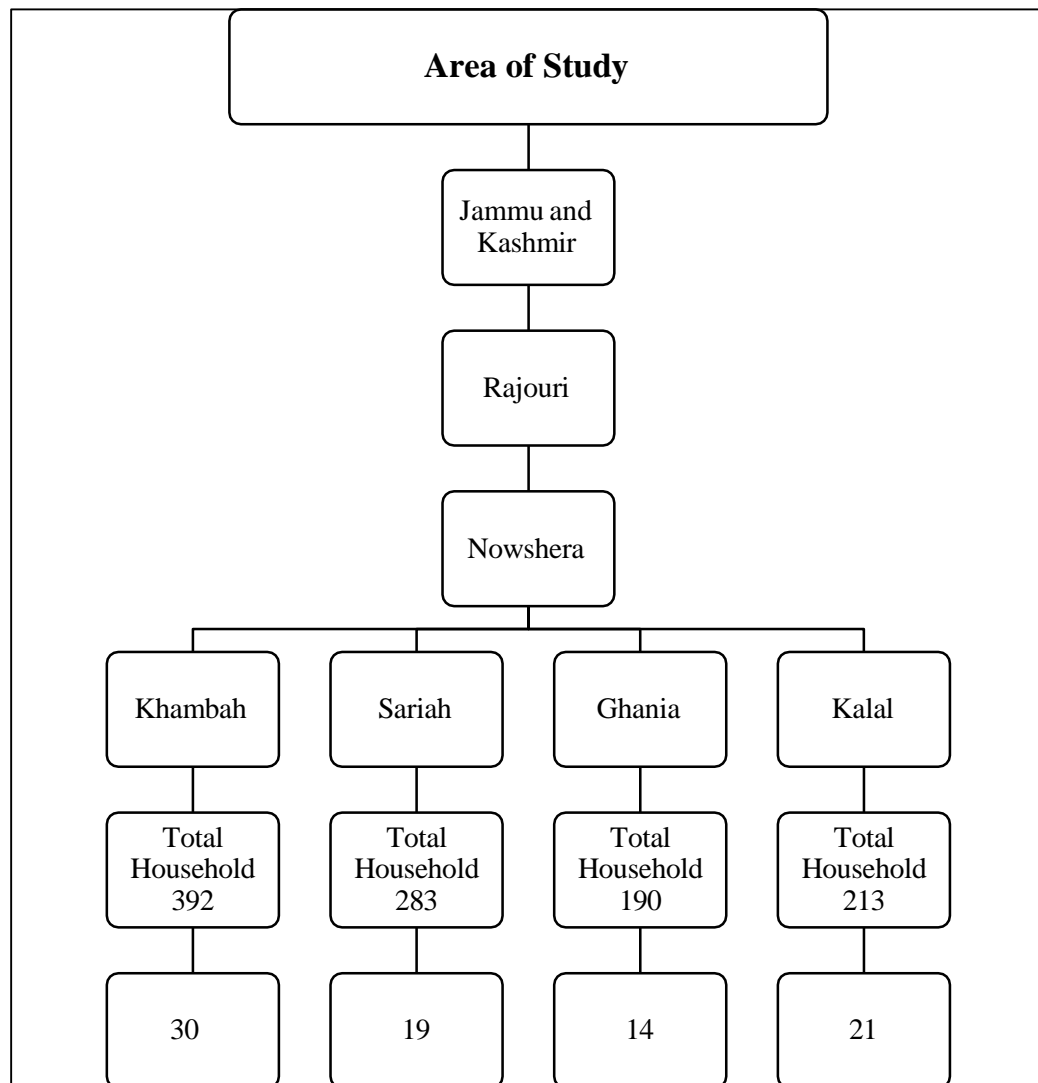 Area of Study
Jammu and
Kashmir
Rajouri
Nowshera
Khambah
Sariah
Ghania
Kalal
Total
Household
392
Total
Household
283
Total
Household
190
Total
Household
213
30
19
14
21